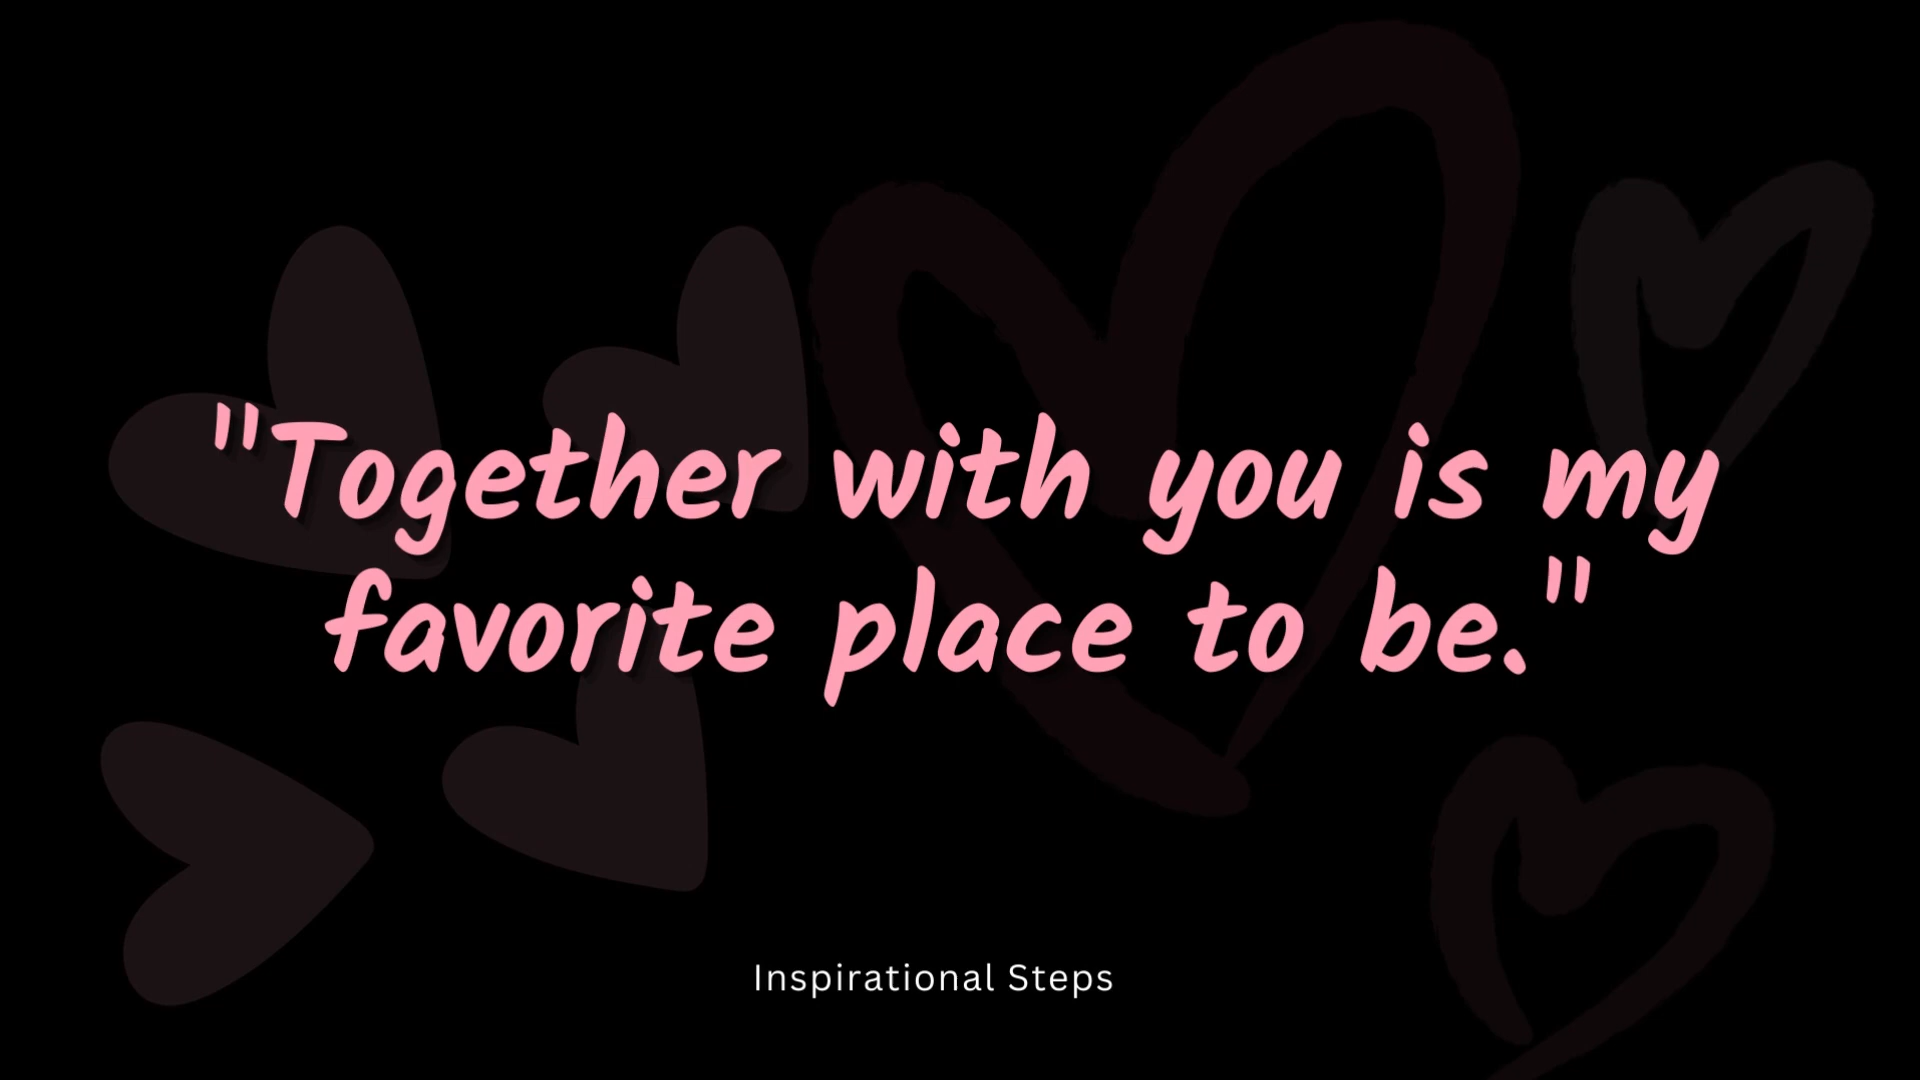 "Together with you is my
favorite place to be."
Inspirational Steps